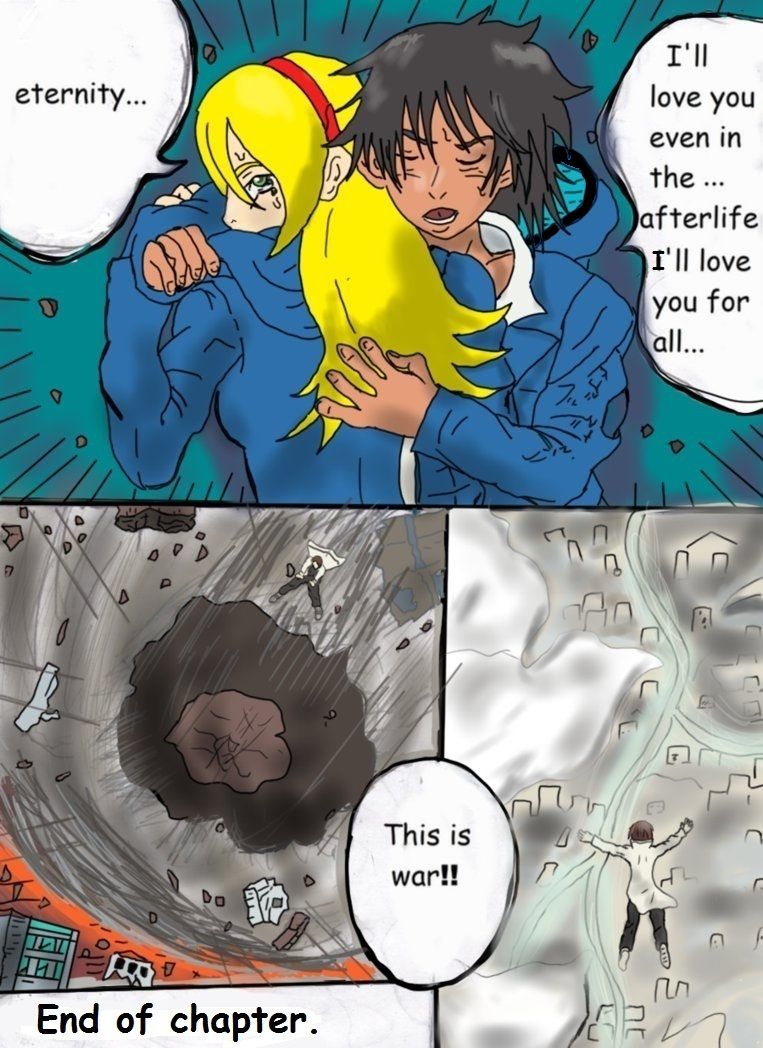 I'll
love you
even in
the ...
afterlife
I'll love
you for
all...
eternity...
This is
war!!
End of chapter.